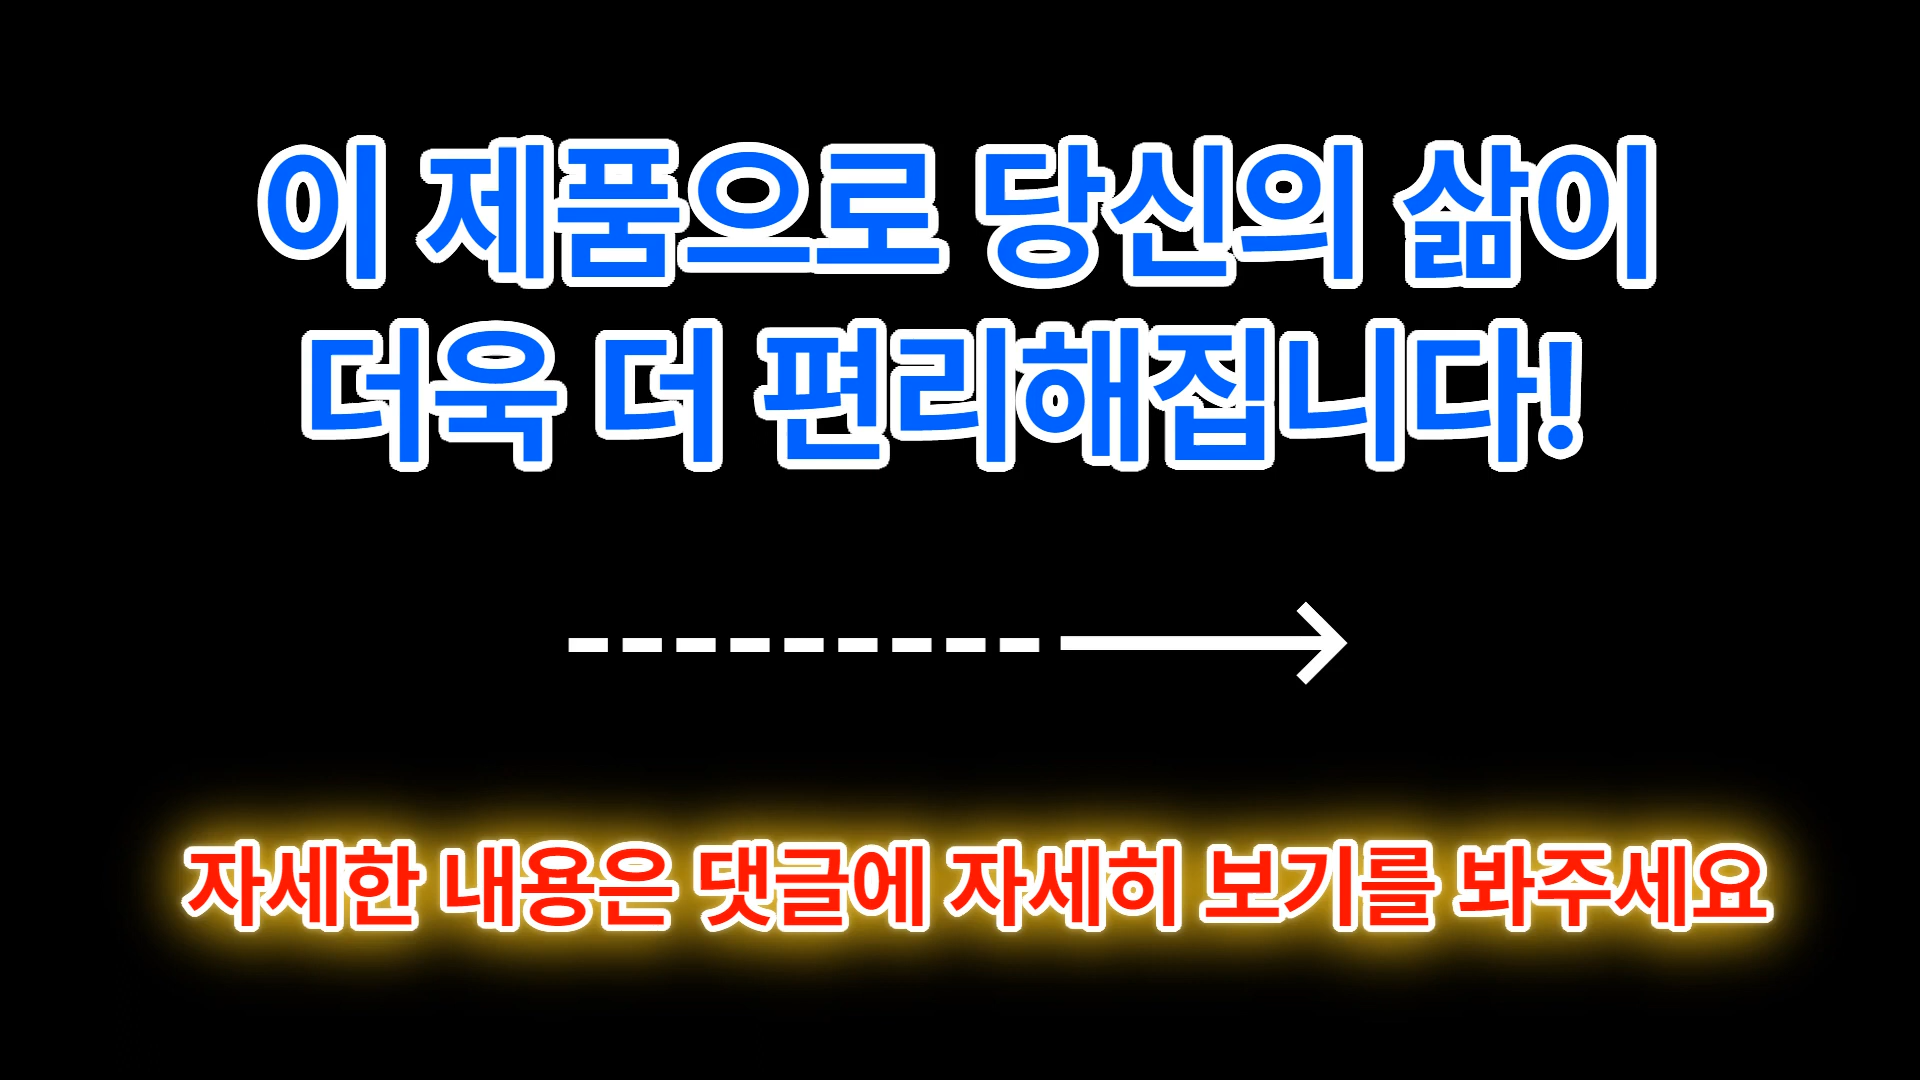 이 제품으로 당신의 삶이
더욱 더 편리해집니다!
자세한 내용은 댓글에 자세히 보기를 봐주세요